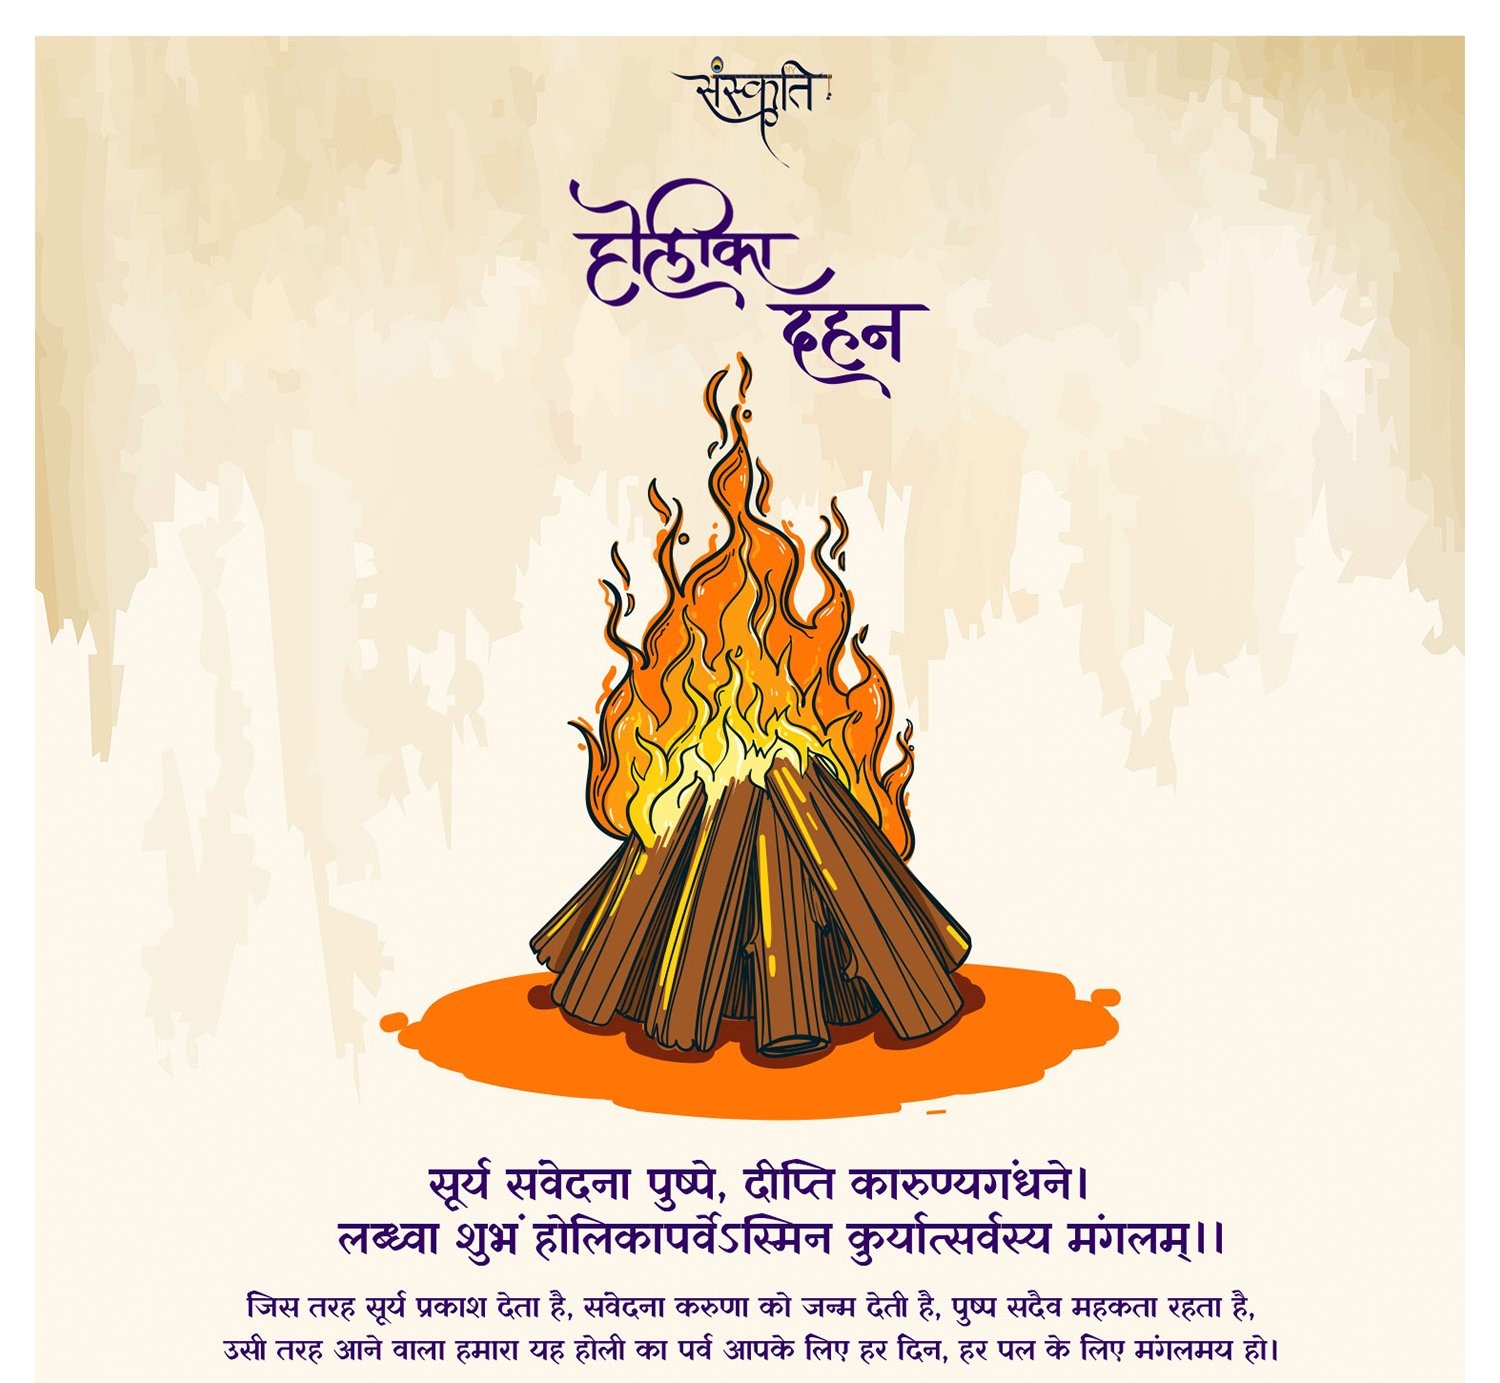 संस्कृति
होलीका
दहन
सूर्य सवंेदना पुष्पे, दीप्ति कारुण्यगंधने।
लब्ध्वा शुभं होलिकापर्वेऽस्मिन कुर्यात्सर्वस्य मंगलम्।।
जिस तरह सूर्य प्रकाश देता है, संवेदना करुणा को जन्म देती है, पुष्प सदैव महकता रहता है,
उसी तरह आने वाला हमारा यह होली का पर्व आपके लिए हर दिन, हर पल के लिए मंगलमय हो।